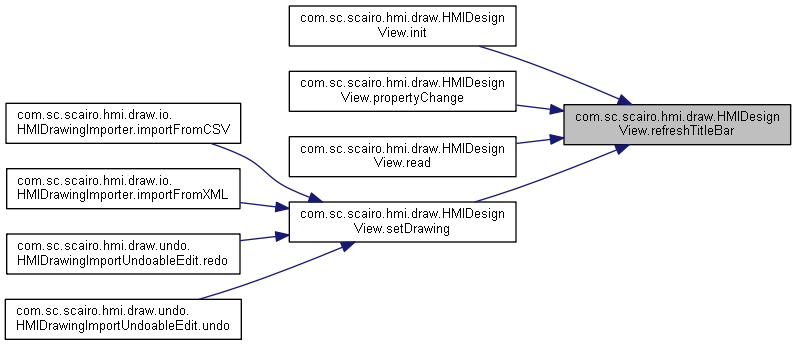 com.sc.scairo.hmi.draw.HMIDesign
View.init
com.sc.scairo.hmi.draw.HMIDesign
View.propertyChange
com.sc.scairo.hmi.draw.HMIDesign
View.refreshTitleBar
com.sc.scairo.hmi.draw.io.
HMIDrawingImporter.importFromCSV
com.sc.scairo.hmi.draw.HMIDesign
View.read
com.sc.scairo.hmi.draw.io.
HMIDrawingImporter.importFromXML
com.sc.scairo.hmi.draw.HMIDesign
View.setDrawing
com.sc.scairo.hmi.draw.undo.
HMIDrawingImportUndoableEdit.redo
com.sc.scairo.hmi.draw.undo.
HMIDrawingImportUndoableEdit.undo